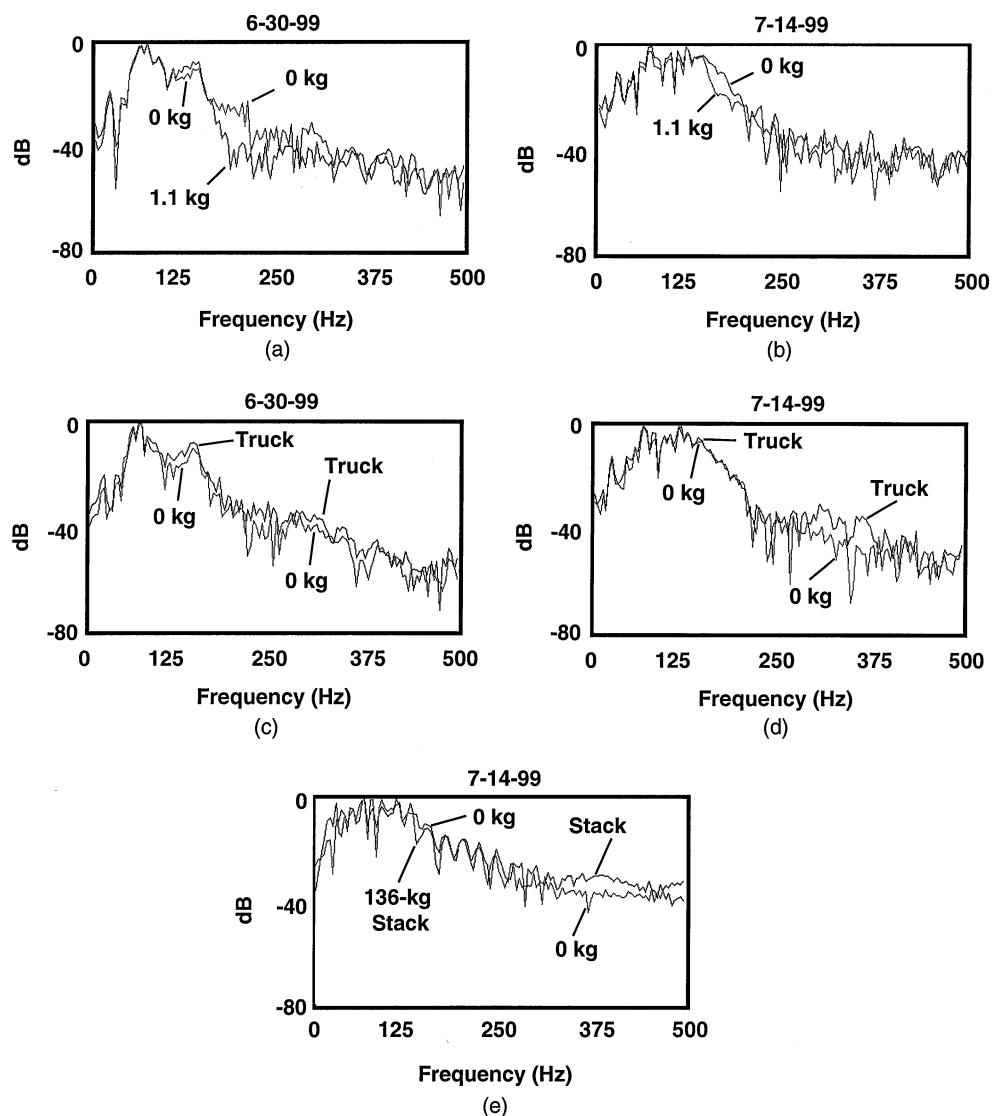 6-30-99
0
-40
-80
dB
0 kg
0 kg
1.1 kg
0 125 250 375 500
Frequency (Hz)
(a)
7-14-99
0
-40
-80
dB
0 kg
1.1 kg
0 125 250 375 500
Frequency (Hz)
(b)
6-30-99
0
-40
-80
dB
Truck
Truck
0 kg
0 kg
0 125 250 375 500
Frequency (Hz)
(c)
7-14-99
0
-40
-80
dB
Truck
0 kg
Truck
0 kg
0 125 250 375 500
Frequency (Hz)
(d)
7-14-99
0
-40
-80
dB
0 kg
Stack
136-kg
Stack
0 kg
0 125 250 375 500
Frequency (Hz)
(e)